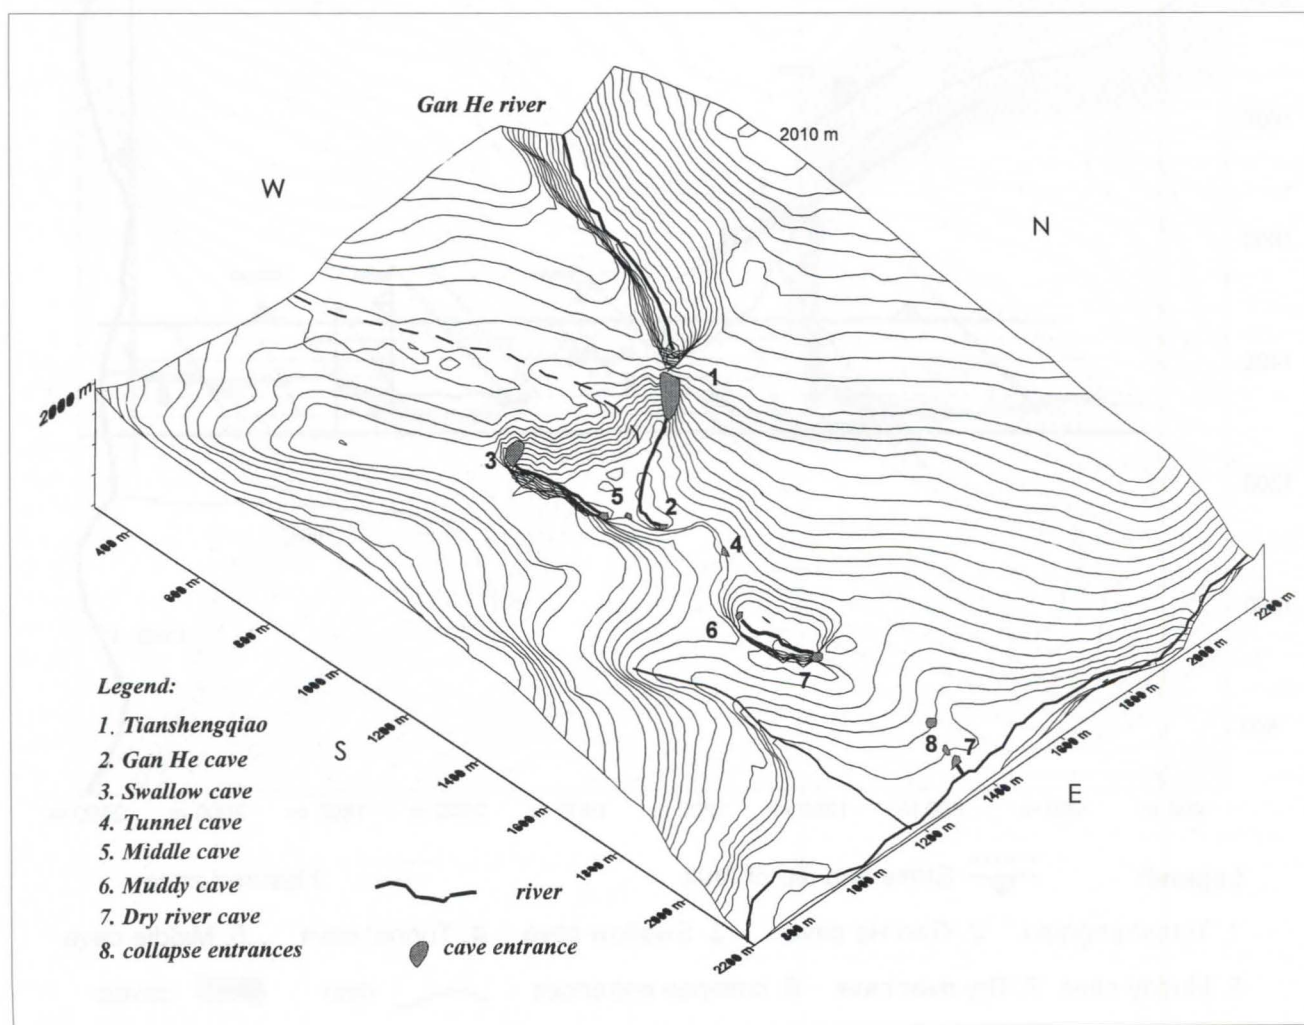 Gan He river
2010 m
W
N
1
2000 m
3
5
2
4
6
7
8
7
400 m
600 m
800 m
1000 m
1200 m
1400 m
1600 m
1800 m
2000 m
2200 m
800 m
1000 m
1200 m
1400 m
1600 m
1800 m
2000 m
2200 m
S
E
Legend:
1. Tianshengqiao
2. Gan He cave
3. Swallow cave
4. Tunnel cave
5. Middle cave
6. Muddy cave
7. Dry river cave
8. collapse entrances
river
cave entrance